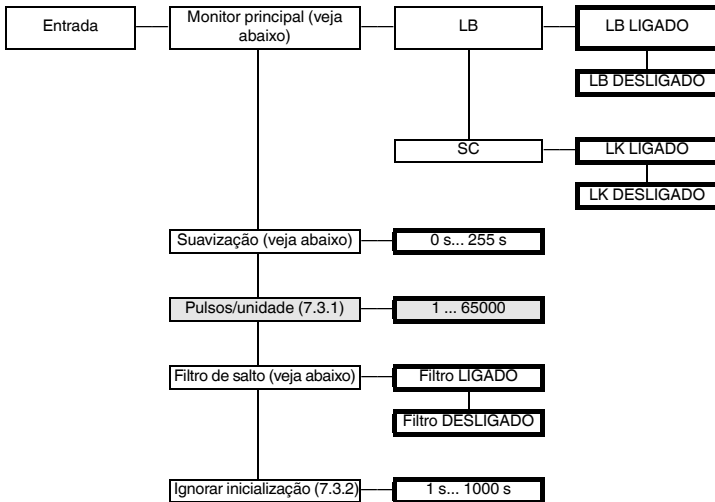 Entrada
Monitor principal (veja
abaixo)
LB
LB LIGADO
LB DESLIGADO
SC
LK LIGADO
LK DESLIGADO
Suavização (veja abaixo)
0 s... 255 s
Pulsos/unidade (7.3.1)
1 ... 65000
Filtro de salto (veja abaixo)
Filtro LIGADO
Filtro DESLIGADO
Ignorar inicialização (7.3.2)
1 s... 1000 s